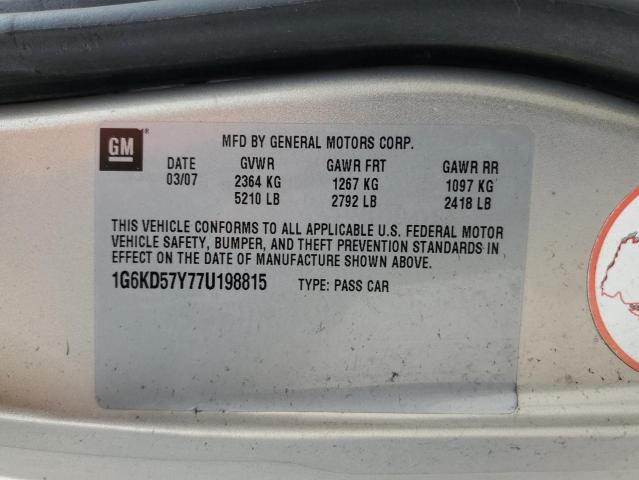 GM ®
MFD BY GENERAL MOTORS CORP.
DATE GVWR GAWR FRT GAWR RR
03/07 2364 KG 1267 KG 1097 KG
5210 LB 2792 LB 2418 LB
THIS VEHICLE CONFORMS TO ALL APPLICABLE U.S. FEDERAL MOTOR
VEHICLE SAFETY, BUMPER, AND THEFT PREVENTION STANDARDS IN
EFFECT ON THE DATE OF MANUFACTURE SHOWN ABOVE.
1G6KD57Y77U198815 TYPE: PASS CAR